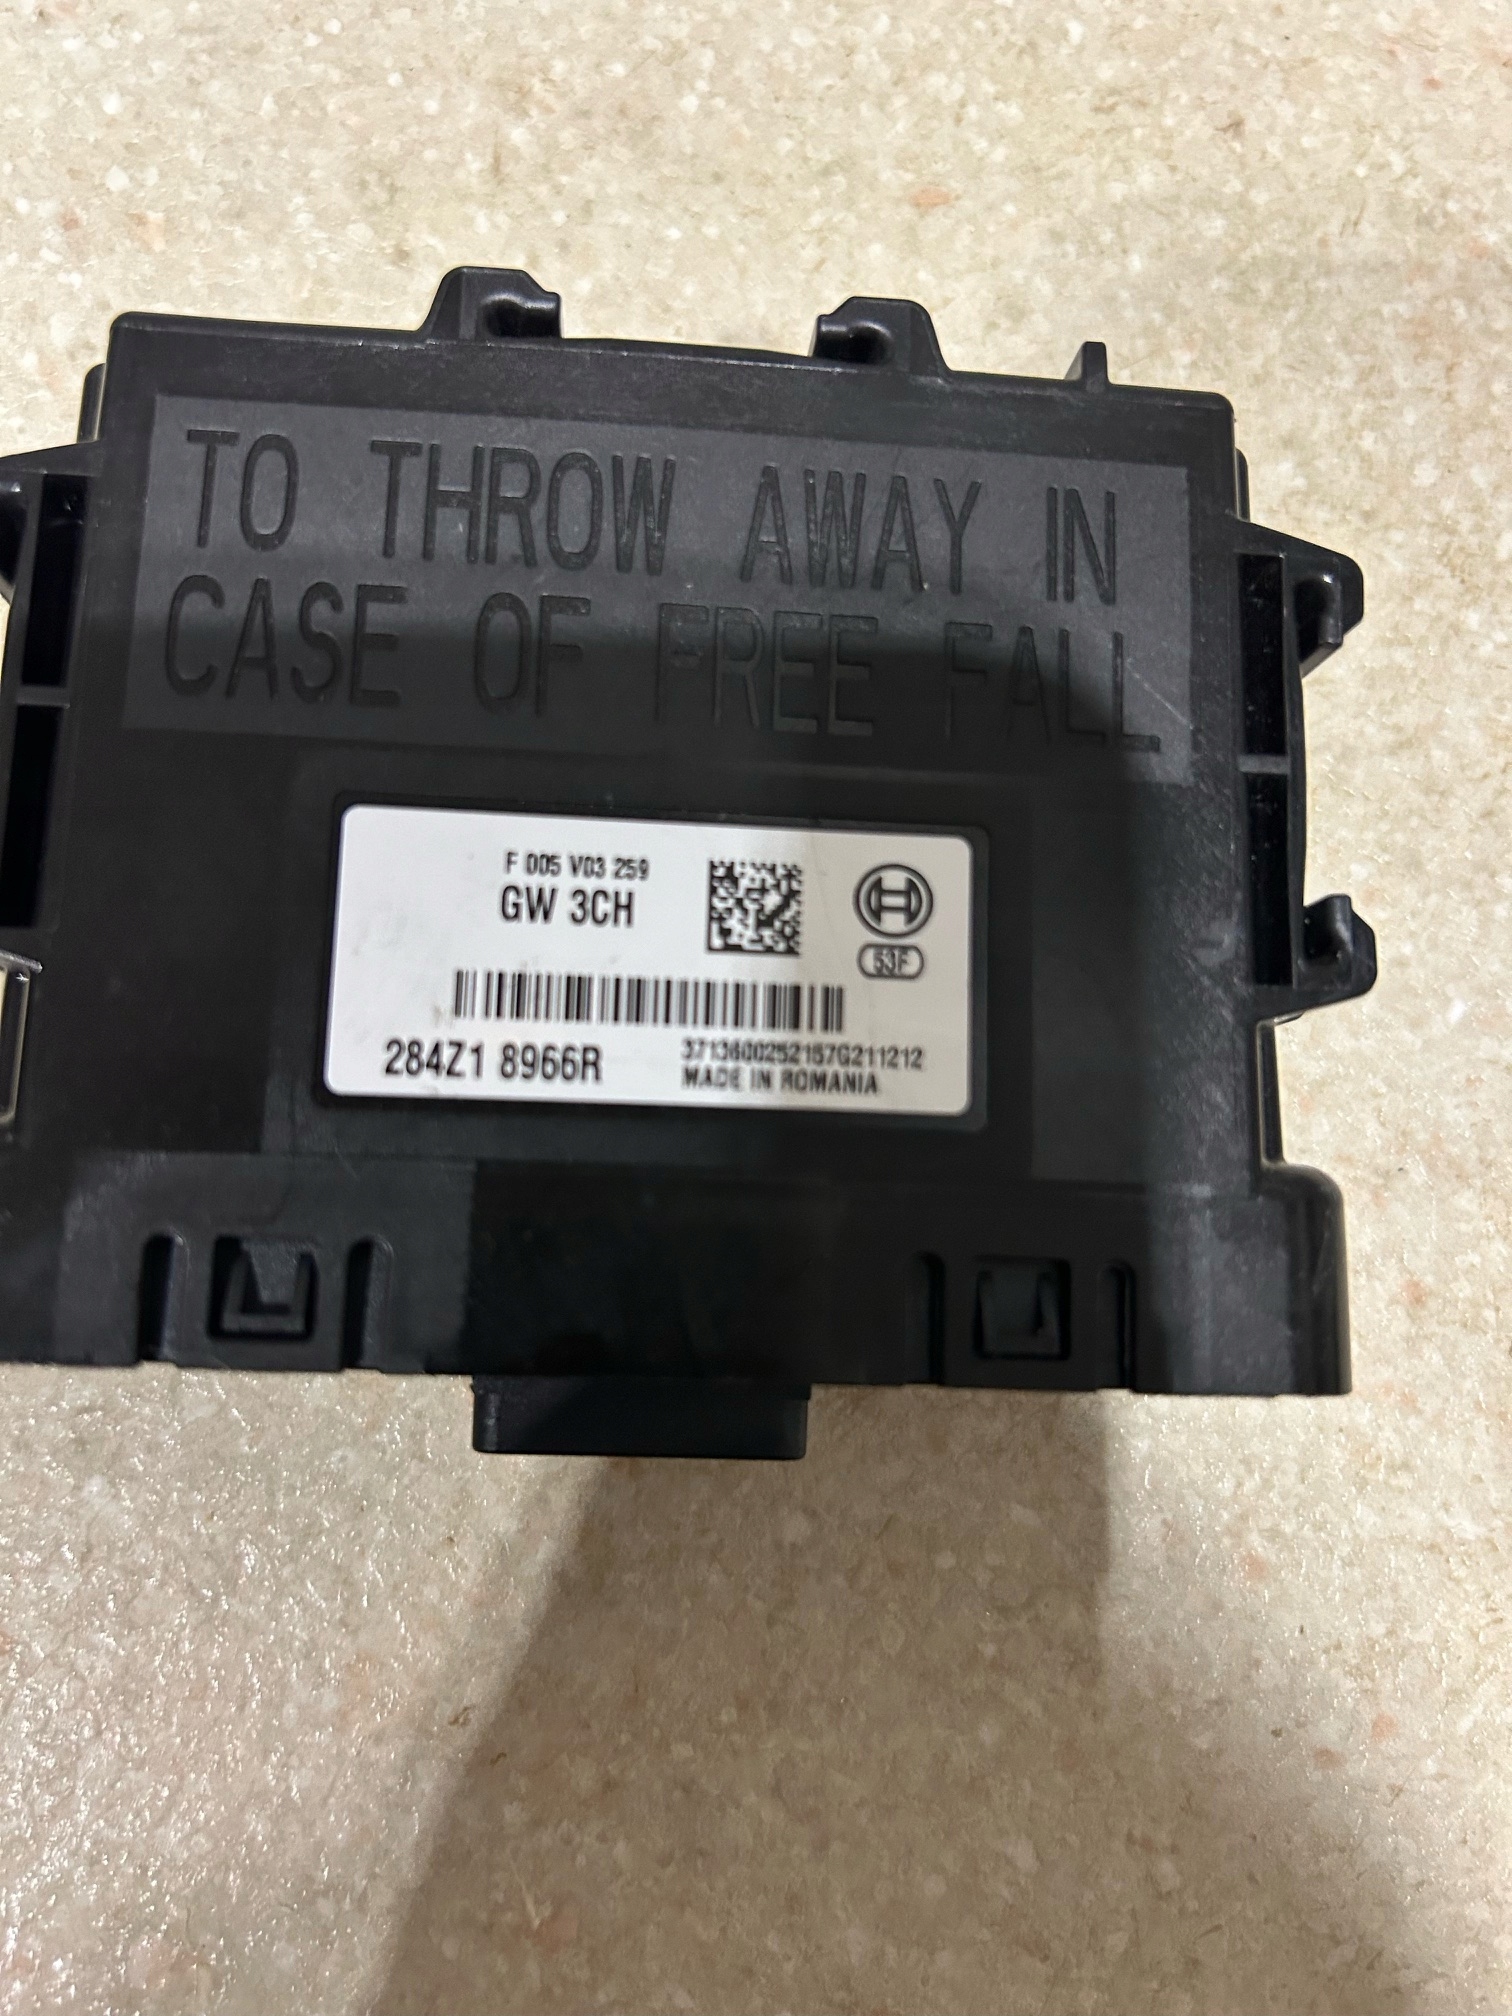 TO THROW AWAY IN
CASE OF FREE FALL
F 005 V03 259
GW 3CH
53F
284Z1 8966R
3713600252157G211212
MADE IN ROMANIA